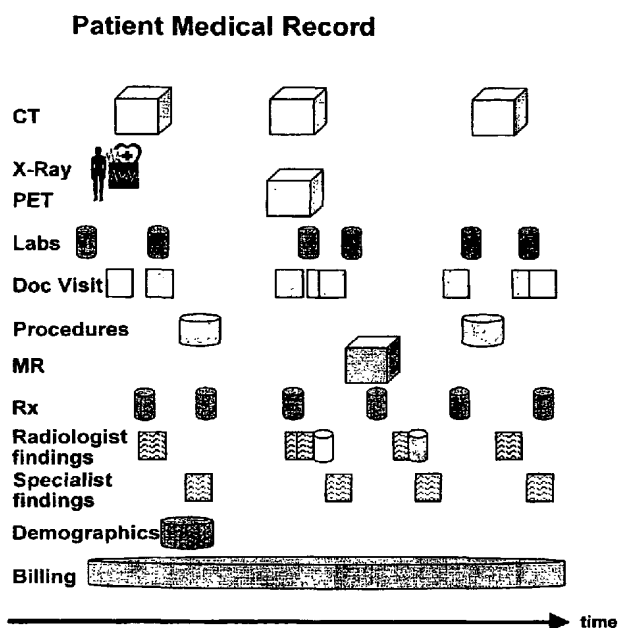 Patient Medical Record
CT
X-Ray
PET
Labs
Doc Visit
Procedures
MR
Rx
Radiologist
findings
Specialist
findings
Demographics
Billing
time